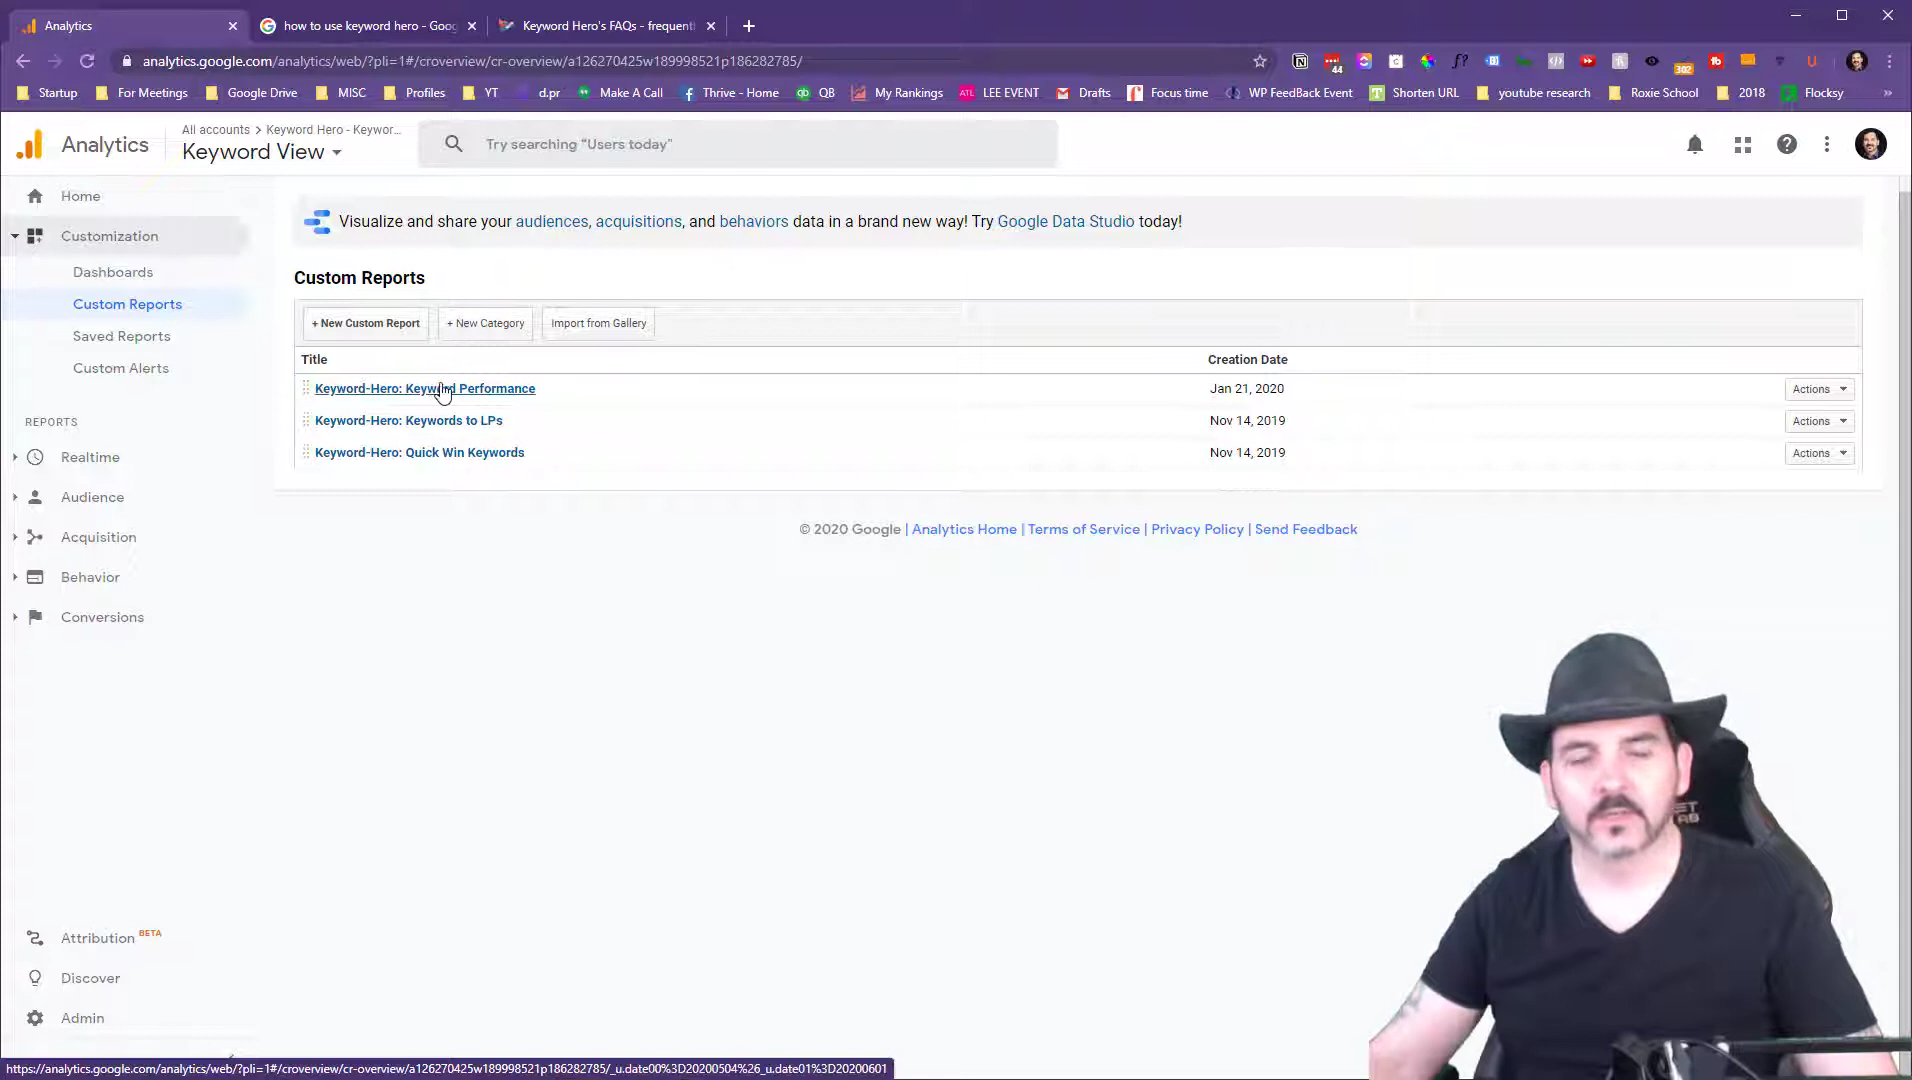 Analytics
how to use keyword hero - Goog
Keyword Hero's FAQs - frequent
analytics.google.com/analytics/web/?pli=1#/croverview/cr-overview/a126270425w189998521p186282785/
44
302
Startup
For Meetings
Google Drive
MISC
Profiles
YT
d.pr
Make A Call
Thrive - Home
QB
My Rankings
ATL
LEE EVENT
Drafts
Focus time
WP FeedBack Event
Shorten URL
youtube research
Roxie School
2018
Flocksy
»
Analytics
All accounts > Keyword Hero - Keywor...
Keyword View
Try searching "Users today"
Home
Customization
Dashboards
Custom Reports
Saved Reports
Custom Alerts
REPORTS
Realtime
Audience
Acquisition
Behavior
Conversions
Attribution BETA
Discover
Admin
Visualize and share your audiences, acquisitions, and behaviors data in a brand new way! Try Google Data Studio today!
Custom Reports
+ New Custom Report
+ New Category
Import from Gallery
Title
Creation Date
Keyword-Hero: Keyword Performance
Jan 21, 2020
Actions
Keyword-Hero: Keywords to LPs
Nov 14, 2019
Actions
Keyword-Hero: Quick Win Keywords
Nov 14, 2019
Actions
© 2020 Google | Analytics Home | Terms of Service | Privacy Policy | Send Feedback
https://analytics.google.com/analytics/web/?pli=1#/croverview/cr-overview/a126270425w189998521p186282785/_u.date00%3D20200504%26_u.date01%3D20200601